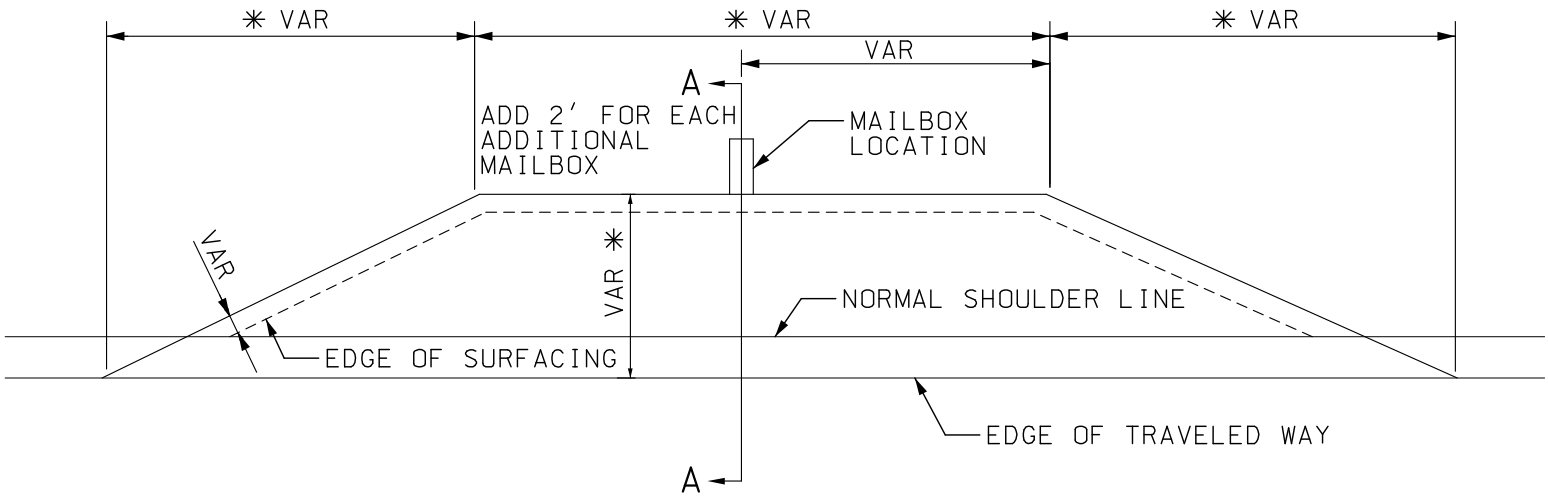 ✳ VAR
✳ VAR
✳ VAR
VAR
A
ADD 2' FOR EACH
ADDITIONAL
MAILBOX
MAILBOX
LOCATION
VAR
VAR ✳
NORMAL SHOULDER LINE
EDGE OF SURFACING
EDGE OF TRAVELED WAY
A